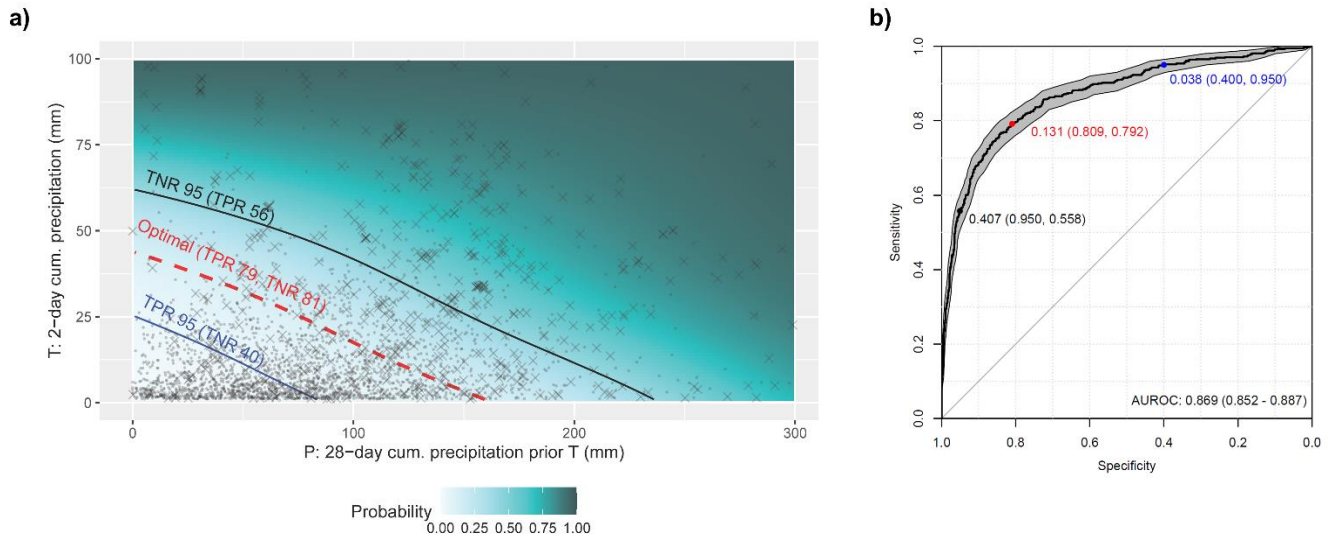 a)
100
75
50
25
0
T: 2−day cum. precipitation (mm)
TNR 95 (TPR 56)
Optimal (TPR 79, TNR 81)
TPR 95 (TNR 40)
0 100 200 300
P: 28−day cum. precipitation prior T (mm)
Probability
0.00 0.25 0.50 0.75 1.00
b)
1.0
0.8
0.6
0.4
0.2
0.0
Sensitivity
0.038 (0.400, 0.950)
0.131 (0.809, 0.792)
0.407 (0.950, 0.558)
AUROC: 0.869 (0.852 - 0.887)
1.0 0.8 0.6 0.4 0.2 0.0
Specificity